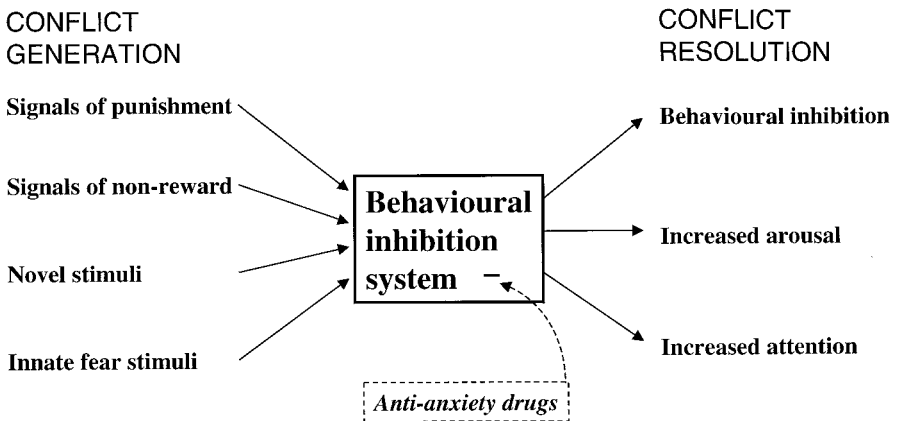 CONFLICT
GENERATION
Signals of punishment
Signals of non-reward
Novel stimuli
Innate fear stimuli
Behavioural
inhibition
system –
Anti-anxiety drugs
CONFLICT
RESOLUTION
Behavioural inhibition
Increased arousal
Increased attention